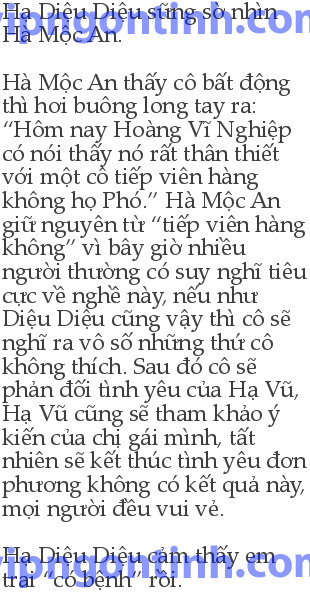 Hạ Diệu Diệu sững sờ nhìn
Hà Mộc An.
Hà Mộc An thấy cô bất động
thì hơi buông lỏng tay ra:
“Hôm nay Hoàng Vĩ Nghiệp
có nói thấy nó rất thân thiết
với một cô tiếp viên hàng
không họ Phó.” Hà Mộc An
giữ nguyên từ “tiếp viên hàng
không” vì bây giờ nhiều
người thường có suy nghĩ tiêu
cực về nghề này, nếu như
Diệu Diệu cũng vậy thì cô sẽ
nghĩ ra vô số những thứ cô
không thích. Sau đó cô sẽ
phản đối tình yêu của Hạ Vũ,
Hạ Vũ cũng sẽ tham khảo ý
kiến của chị gái mình, tất
nhiên sẽ kết thúc tình yêu đơn
phương không có kết quả này,
mọi người đều vui vẻ.
Hạ Diệu Diệu cảm thấy em
trai “có bệnh” rồi.